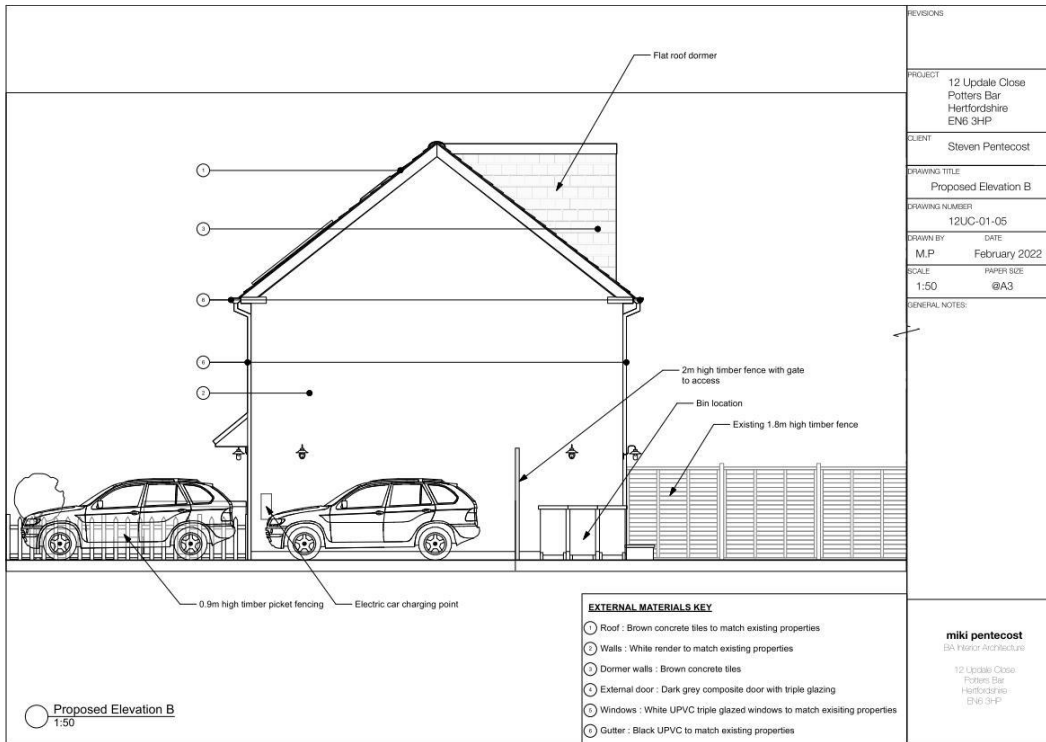 REVISIONS
PROJECT
12 Updale Close
Potters Bar
Hertfordshire
EN6 3HP
CLIENT
Steven Pentecost
DRAWING TITLE
Proposed Elevation B
DRAWING NUMBER
12UC-01-05
DRAWN BY DATE
M.P February 2022
SCALE PAPER SIZE
1:50 @A3
GENERAL NOTES:
Flat roof dormer
1
3
6
6
2
2m high timber fence with gate
to access
Bin location
Existing 1.8m high timber fence
0.9m high timber picket fencing
Electric car charging point
EXTERNAL MATERIALS KEY
1 Roof : Brown concrete tiles to match existing properties
2 Walls : White render to match existing properties
3 Dormer walls : Brown concrete tiles
4 External door : Dark grey composite door with triple glazing
5 Windows : White UPVC triple glazed windows to match exisiting properties
6 Gutter : Black UPVC to match existing properties
Proposed Elevation B
1:50
miki pentecost
BA Interior Architecture
12 Updale Close
Potters Bar
Hertfordshire
EN6 3HP